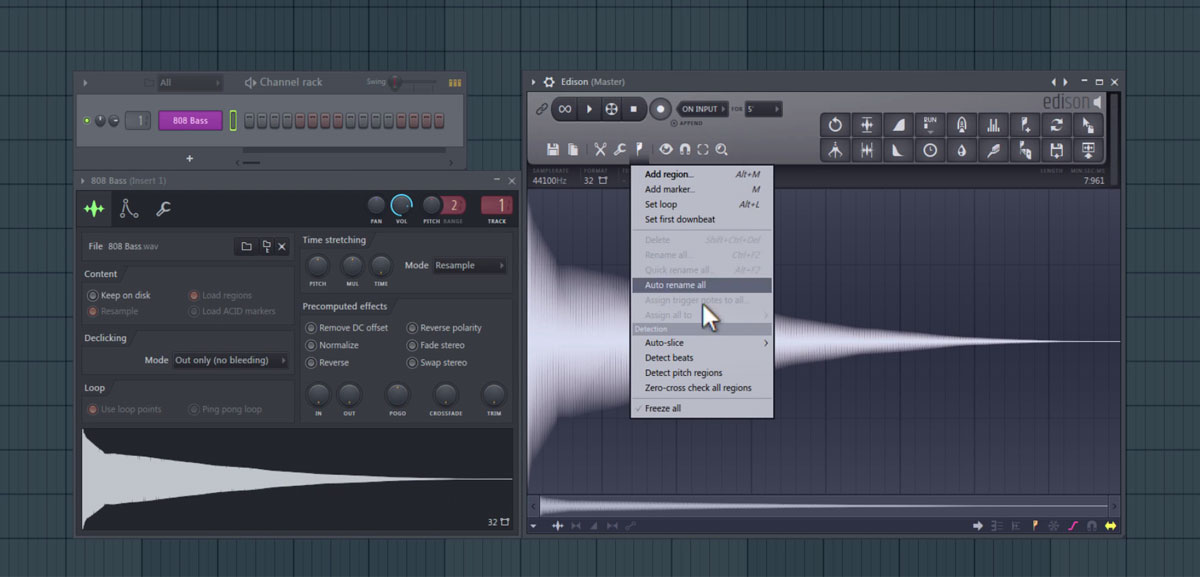 All
Channel rack
Swing
1
808 Bass
+
808 Bass (Insert 1)
PAN
VOL
PITCH
RANGE
2
1
TRACK
File 808 Bass.wav
Content
Keep on disk
Load regions
Resample
Load ACID markers
Declicking
Mode Out only (no bleeding)
Loop
Use loop points
Ping pong loop
Time stretching
PITCH
MUL
TIME
Mode Resample
Precomputed effects
Remove DC offset
Reverse polarity
Normalize
Fade stereo
Reverse
Swap stereo
IN
OUT
POGO
CROSSFADE
TRIM
32
Edison (Master)
edison
ON INPUT
FOR
5'
APPEND
RUN
SAMPLERATE
FORMAT
44100Hz
32
LENGTH
MIN:SEC:MS
7:961
Add region... Alt+M
Add marker... M
Set loop Alt+L
Set first downbeat
Delete Shift+Ctrl+Del
Rename all... Ctrl+F2
Quick rename all... Alt+F2
Auto rename all
Assign trigger notes to all...
Assign all to
Detection
Auto-slice
Detect beats
Detect pitch regions
Zero-cross check all regions
Freeze all